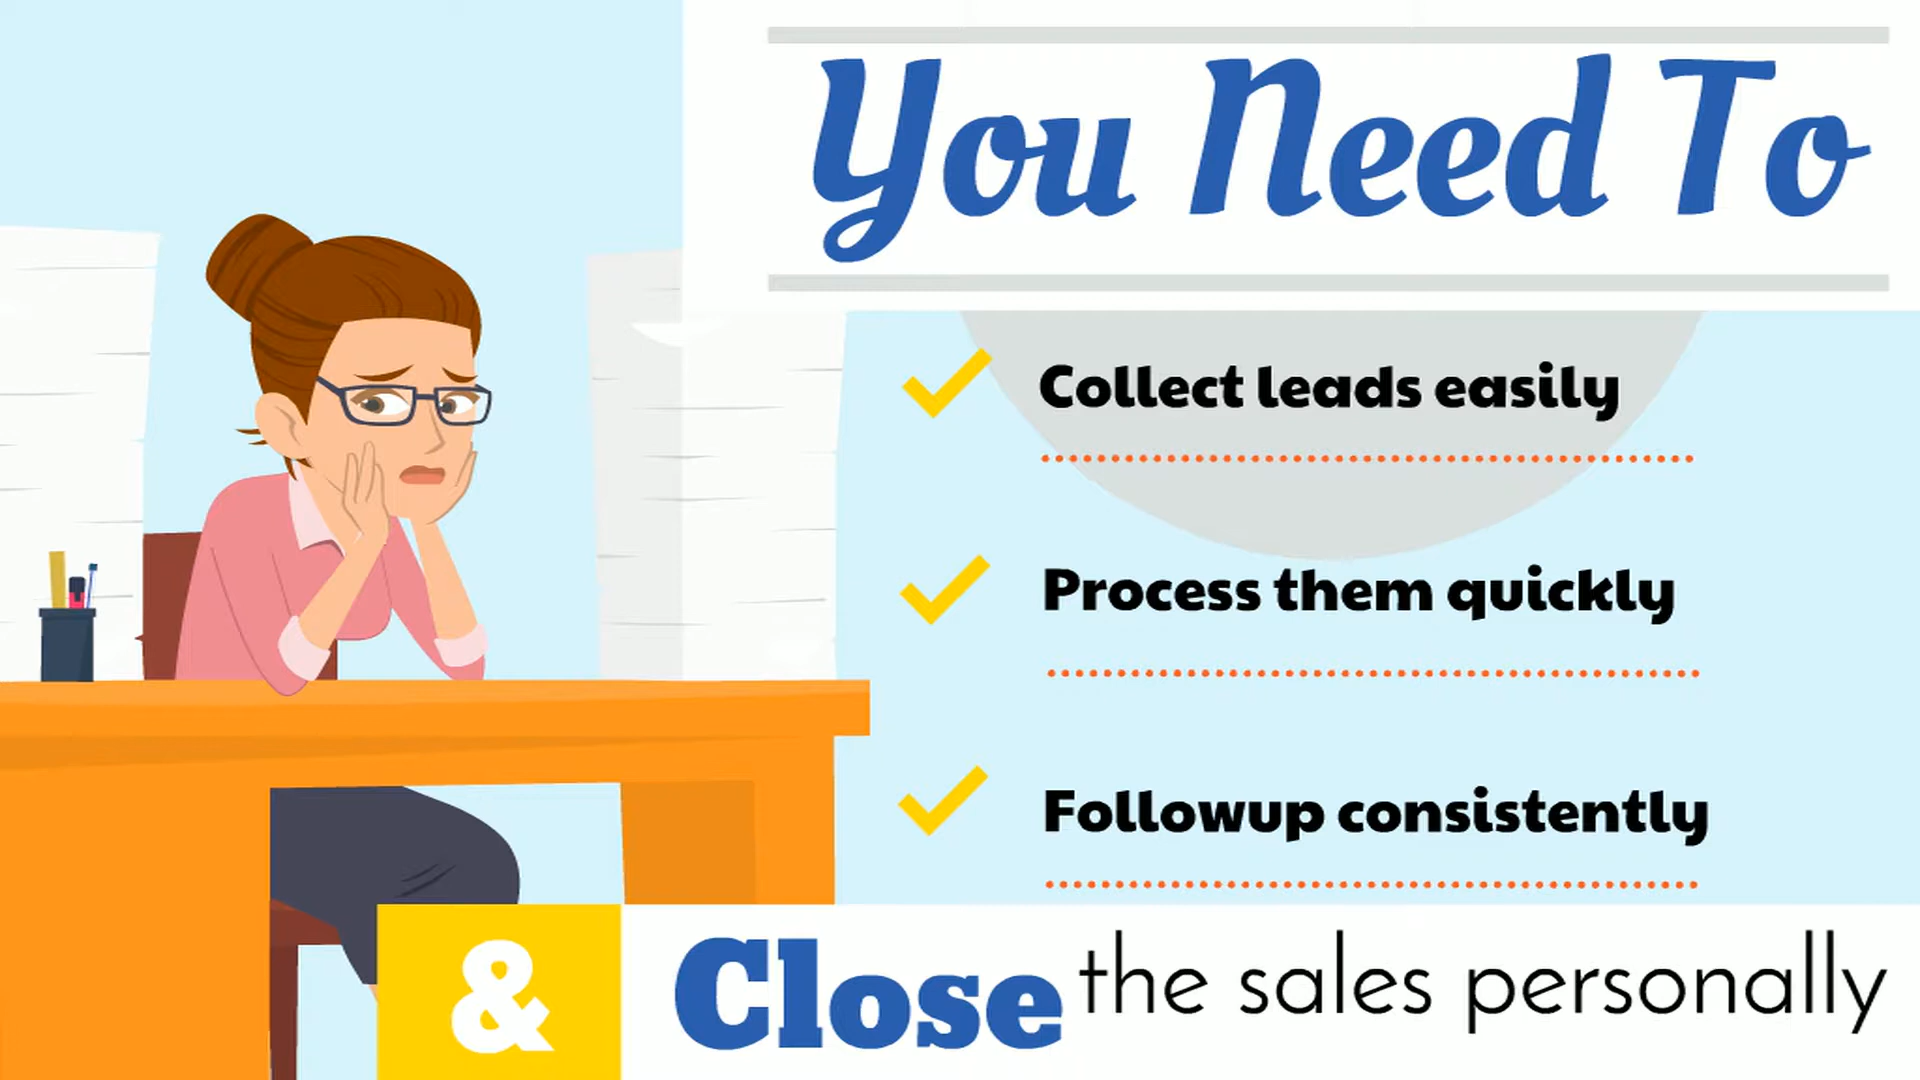 You Need To
Collect leads easily
Process them quickly
Followup consistently
& Close the sales personally